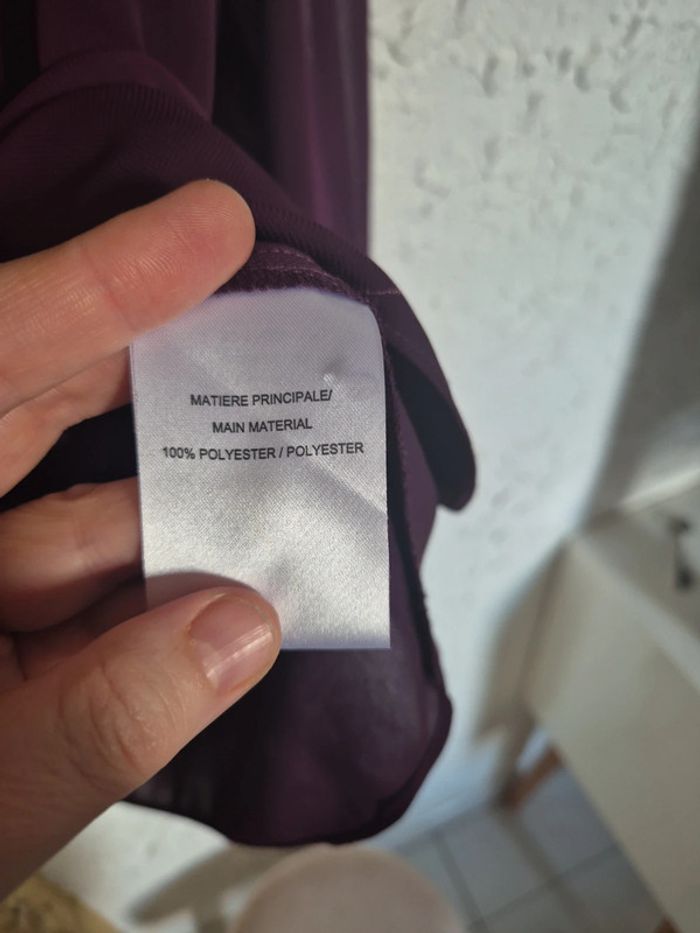 MATIERE PRINCIPALE/
MAIN MATERIAL
100% POLYESTER / POLYESTER